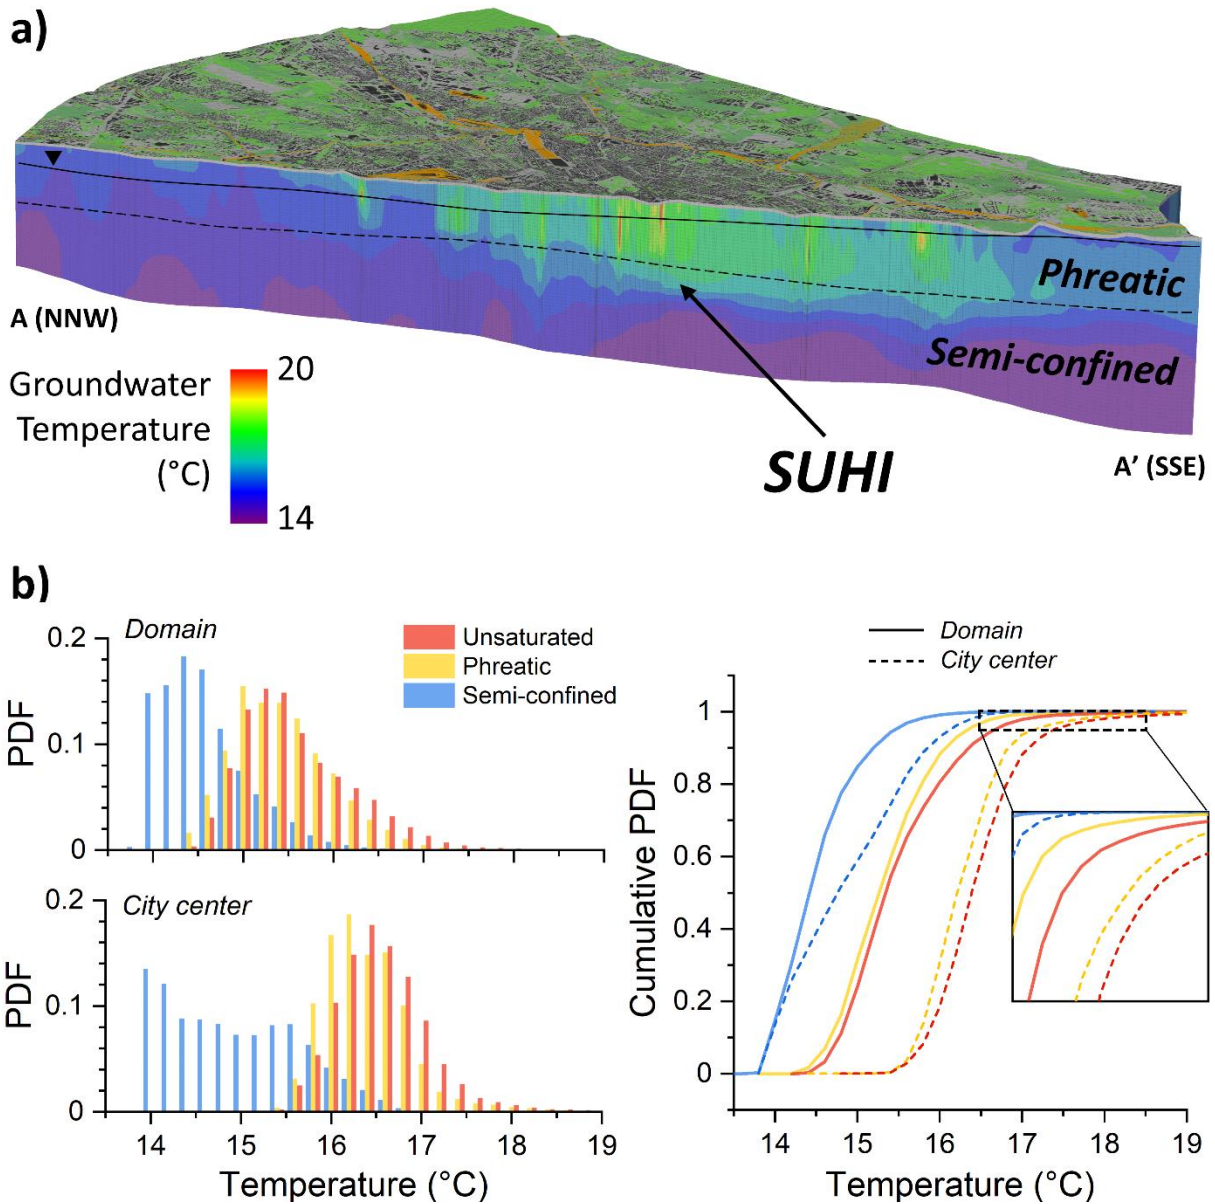 a)
Phreatic
Semi-confined
A (NNW)
A’ (SSE)
SUHI
Groundwater
Temperature
(°C)
20
14
b)
Domain
Unsaturated
Phreatic
Semi-confined
PDF
0.2
0.1
0
City center
PDF
0.2
0.1
0
14 15 16 17 18 19
Temperature (°C)
Domain
City center
Cumulative PDF
1
0.8
0.6
0.4
0.2
0
14 15 16 17 18 19
Temperature (°C)